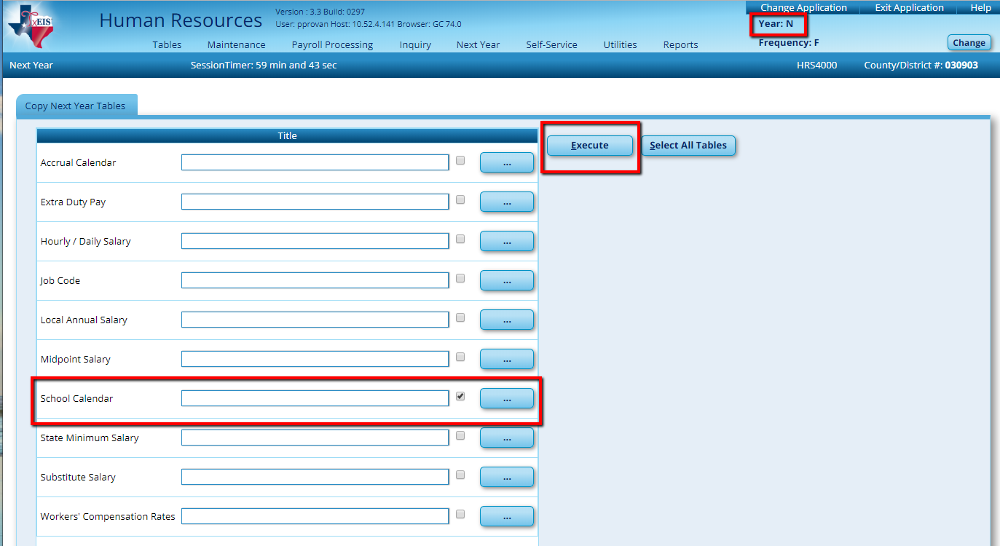 TxEIS
Human Resources
Version : 3.3 Build: 0297
User: pprovan Host: 10.52.4.141 Browser: GC 74.0
Change Application Exit Application Help
Year: N
Frequency: F
Change
Tables Maintenance Payroll Processing Inquiry Next Year Self-Service Utilities Reports
Next Year SessionTimer: 59 min and 43 sec HRS4000 County/District #: 030903
Copy Next Year Tables
Title
Execute Select All Tables
Accrual Calendar ...
Extra Duty Pay ...
Hourly / Daily Salary ...
Job Code ...
Local Annual Salary ...
Midpoint Salary ...
School Calendar ...
State Minimum Salary ...
Substitute Salary ...
Workers' Compensation Rates ...